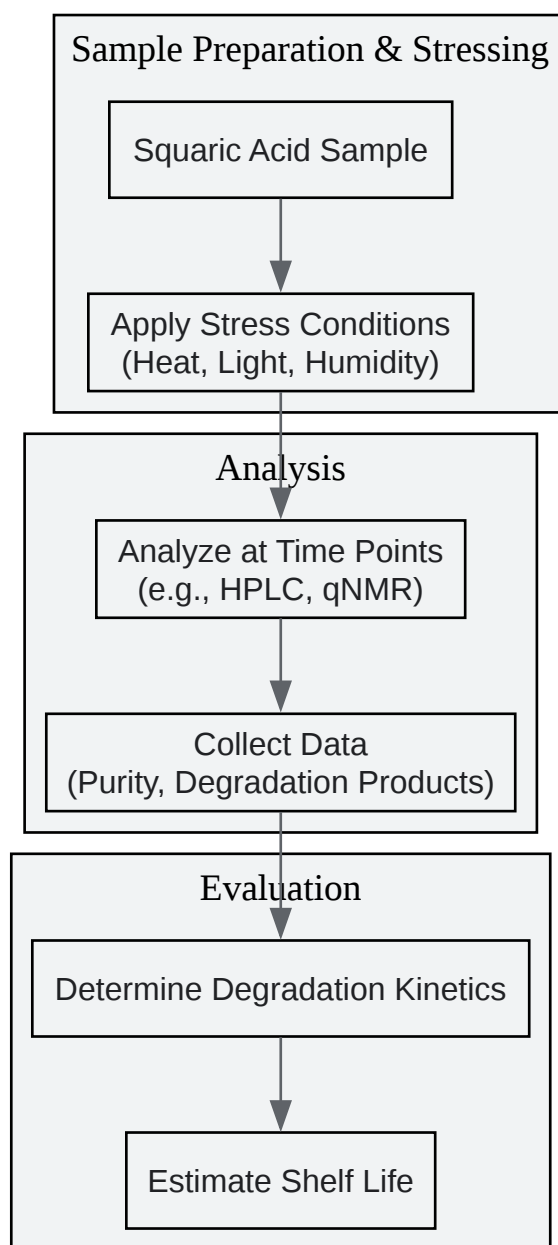 Sample Preparation & Stressing
Squaric Acid Sample
Apply Stress Conditions
(Heat, Light, Humidity)
Analysis
Analyze at Time Points
(e.g., HPLC, qNMR)
Collect Data
(Purity, Degradation Products)
Evaluation
Determine Degradation Kinetics
Estimate Shelf Life